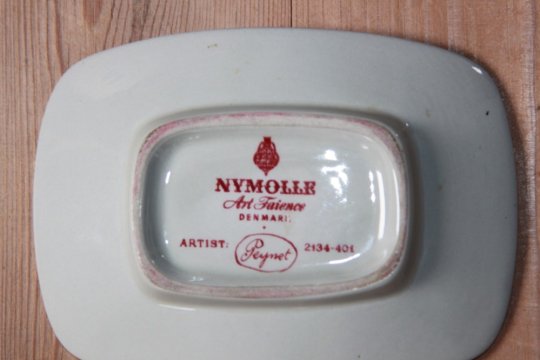 NYMOLLE
Art Faience
DENMARK
ARTIST: Peynet 2134-401